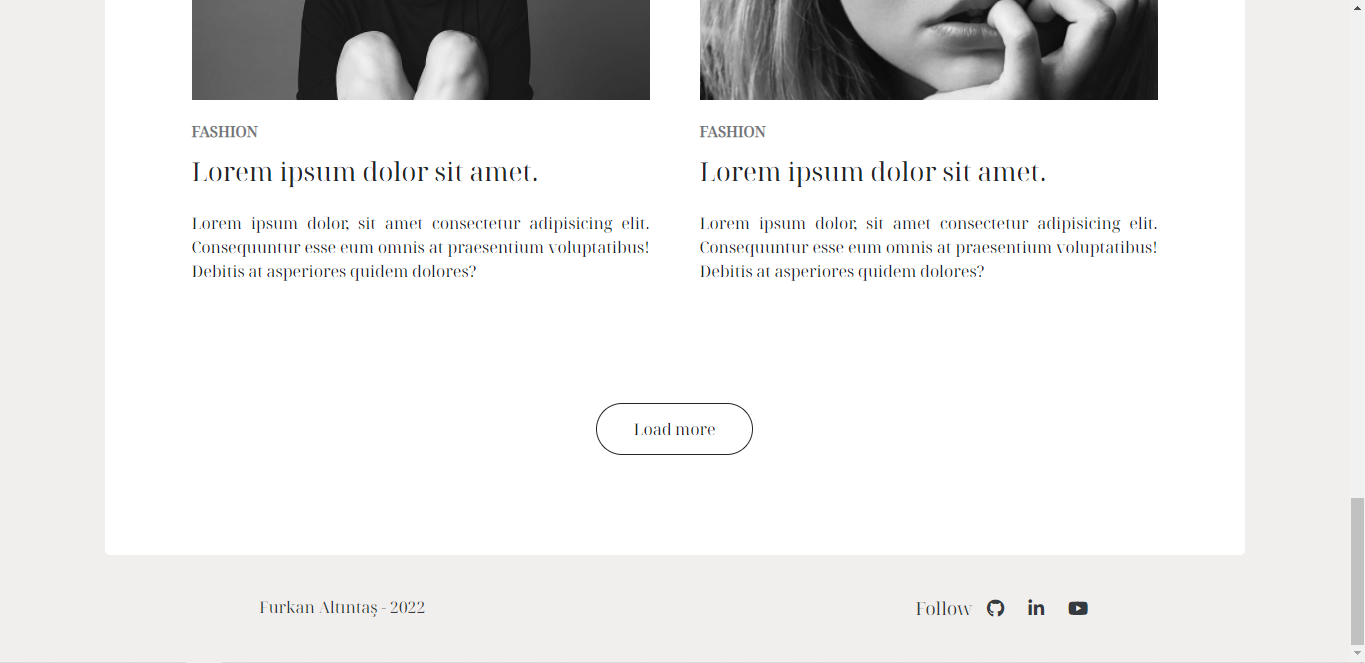 FASHION
Lorem ipsum dolor sit amet.
Lorem ipsum dolor, sit amet consectetur adipisicing elit.
Consequuntur esse eum omnis at praesentium voluptatibus!
Debitis at asperiores quidem dolores?
FASHION
Lorem ipsum dolor sit amet.
Lorem ipsum dolor, sit amet consectetur adipisicing elit.
Consequuntur esse eum omnis at praesentium voluptatibus!
Debitis at asperiores quidem dolores?
Load more
Furkan Altıntaş - 2022
Follow